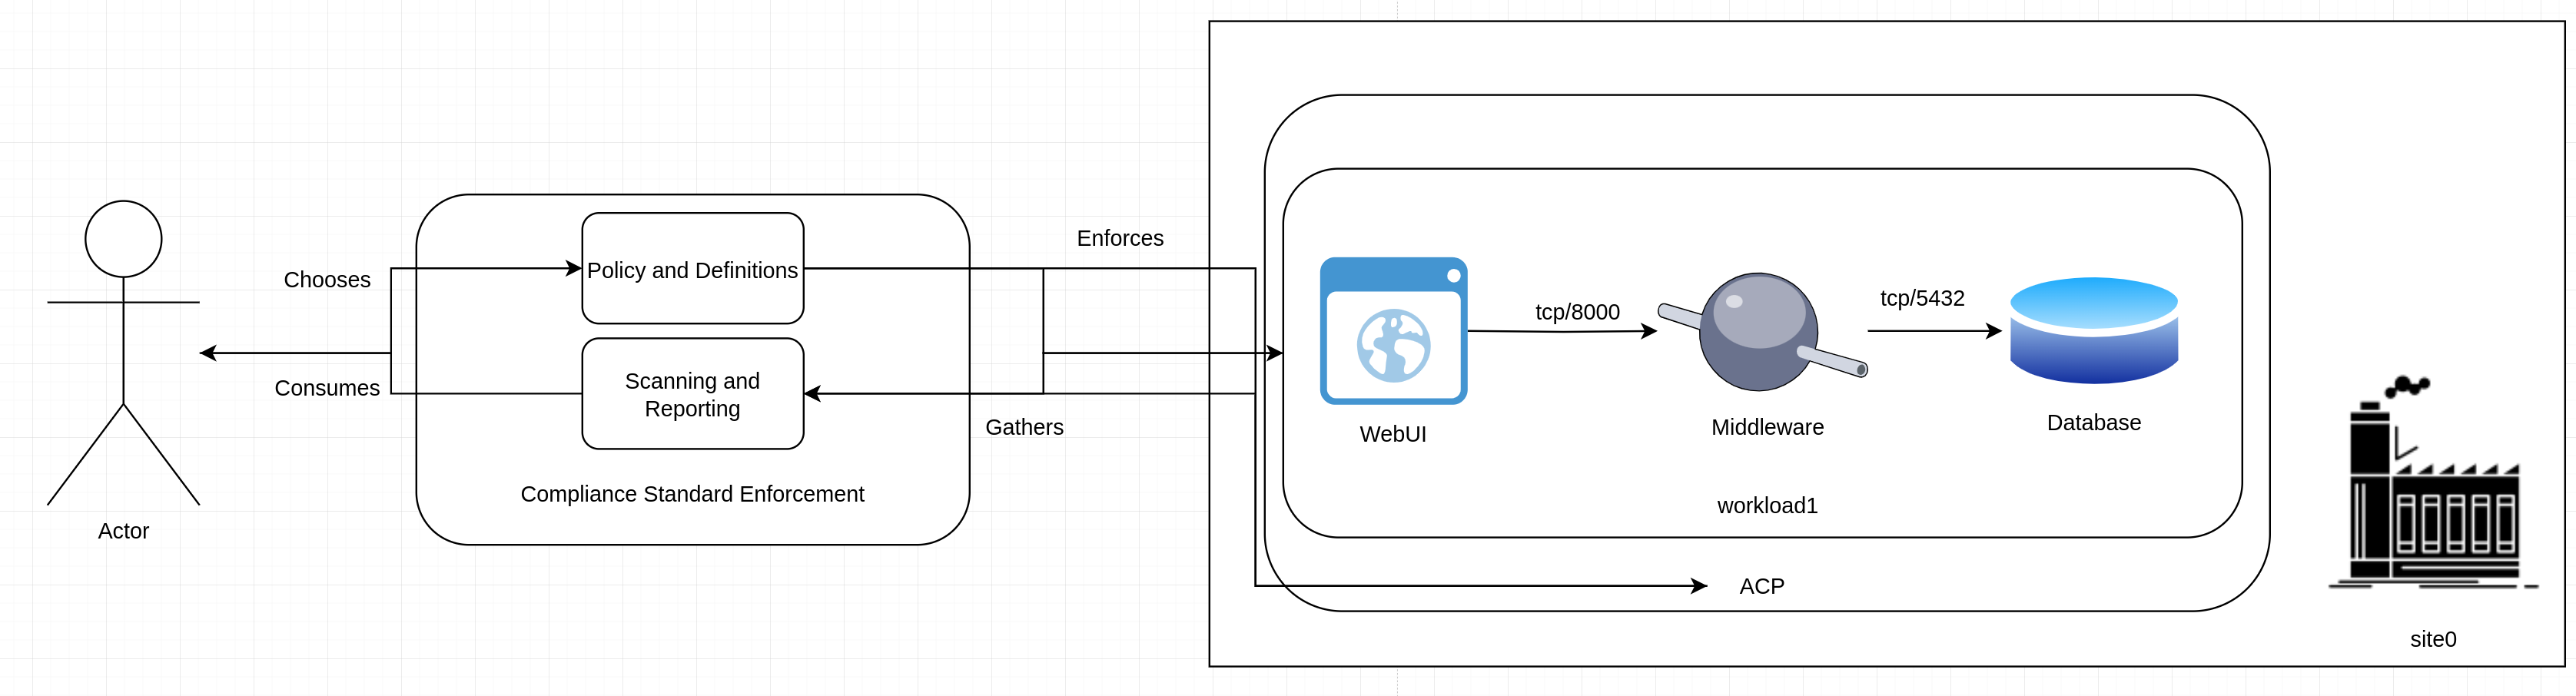 Chooses
Consumes
Actor
Policy and Definitions
Scanning and
Reporting
Compliance Standard Enforcement
Enforces
Gathers
WebUI
tcp/8000
Middleware
tcp/5432
Database
workload1
ACP
site0